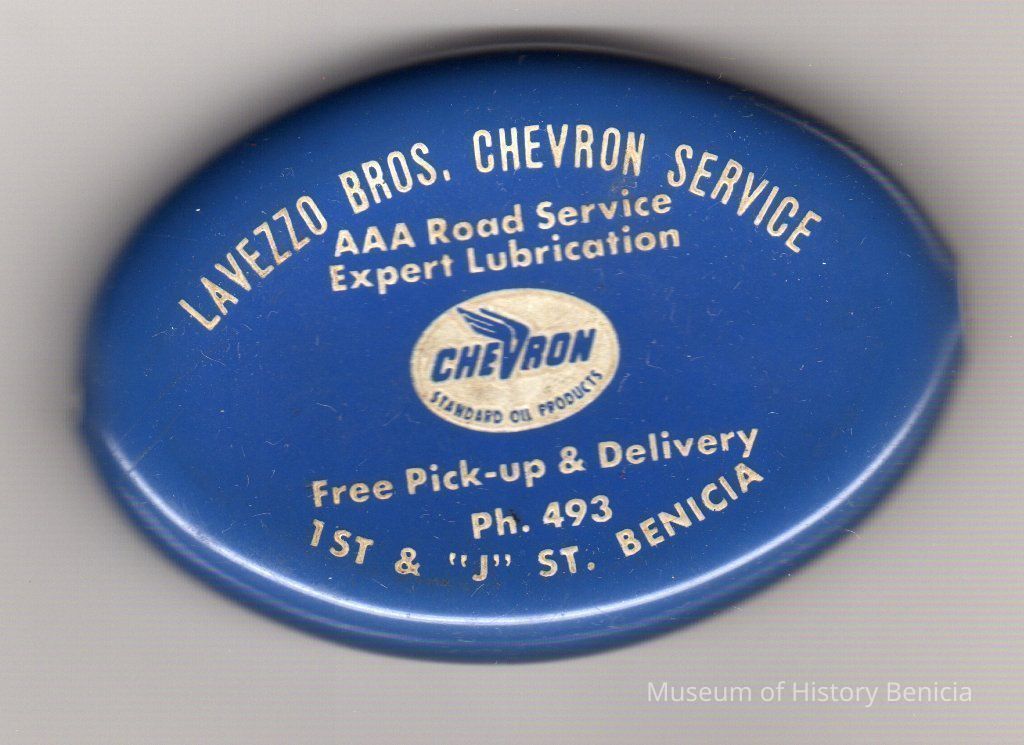 LAVEZZO BROS. CHEVRON SERVICE
AAA Road Service
Expert Lubrication
CHEVRON
STANDARD OIL PRODUCTS
Free Pick-up & Delivery
Ph. 493
1ST & "J" ST. BENICIA
Museum of History Benicia